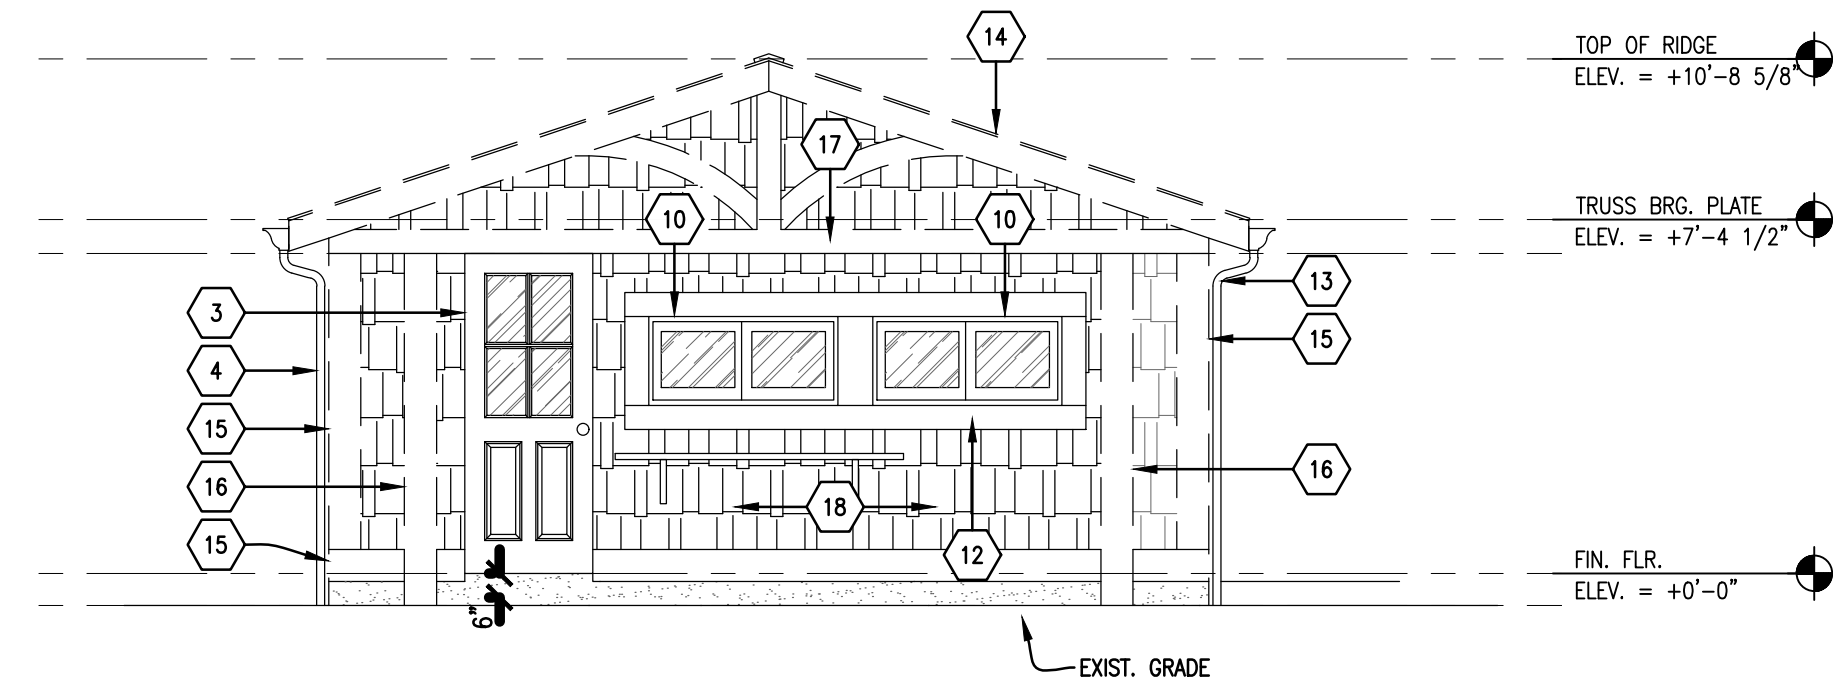 14
TOP OF RIDGE
ELEV. = +10'-8 5/8"
17
10
10
TRUSS BRG. PLATE
ELEV. = +7'-4 1/2"
13
3
15
4
15
16
16
18
15
12
FIN. FLR.
ELEV. = +0'-0"
6"
EXIST. GRADE